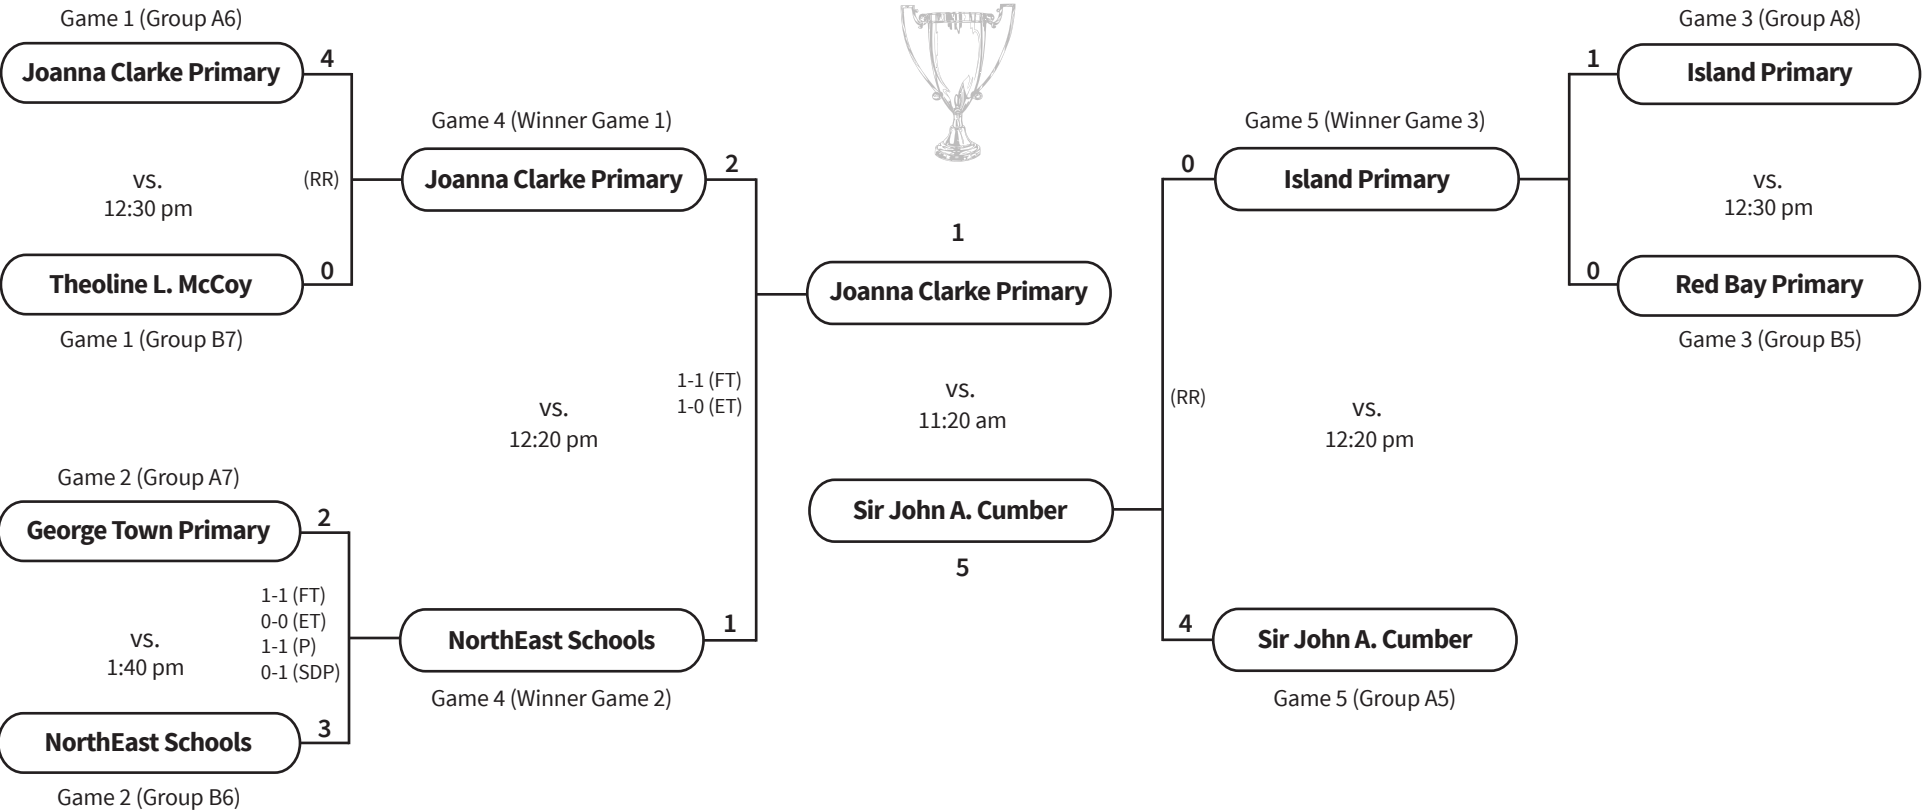 Game 1 (Group A6)
Joanna Clarke Primary
4
vs.
12:30 pm
(RR)
Theoline L. McCoy
0
Game 1 (Group B7)
Game 2 (Group A7)
George Town Primary
2
vs.
1:40 pm
1-1 (FT)
0-0 (ET)
1-1 (P)
0-1 (SDP)
NorthEast Schools
3
Game 2 (Group B6)
Game 4 (Winner Game 1)
Joanna Clarke Primary
2
vs.
12:20 pm
1-1 (FT)
1-0 (ET)
NorthEast Schools
1
Game 4 (Winner Game 2)
1
Joanna Clarke Primary
vs.
11:20 am
Sir John A. Cumber
5
Game 5 (Winner Game 3)
0
Island Primary
(RR)
vs.
12:20 pm
4
Sir John A. Cumber
Game 5 (Group A5)
Game 3 (Group A8)
1
Island Primary
vs.
12:30 pm
0
Red Bay Primary
Game 3 (Group B5)